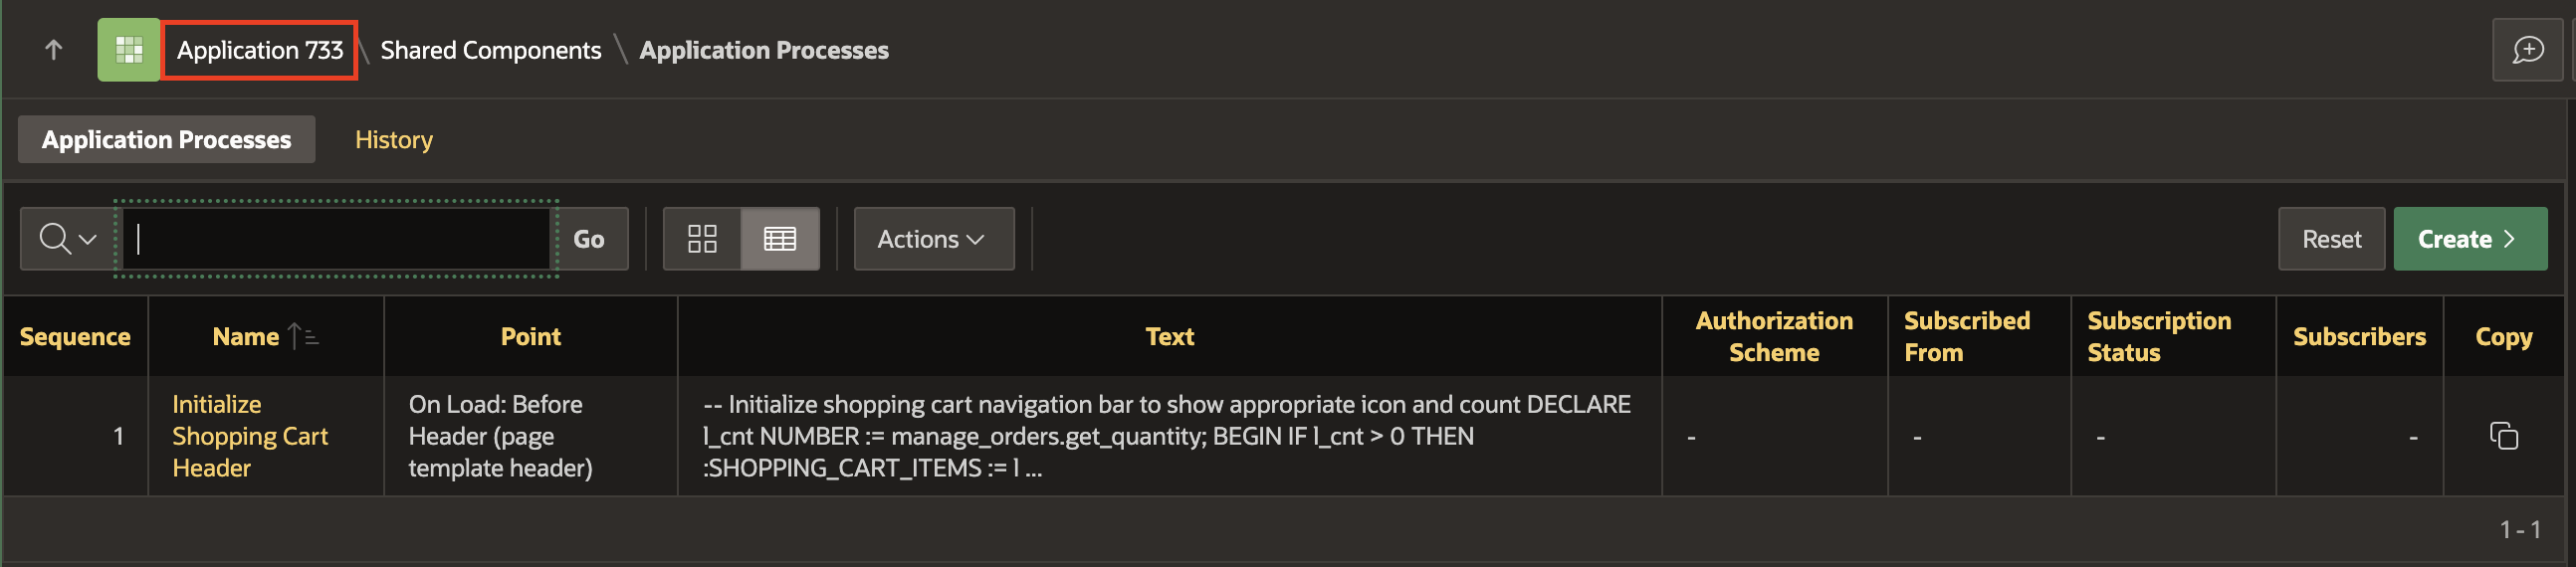 Application 733 \ Shared Components \ Application Processes
Application Processes History
Go Actions Reset Create
Sequence Name Point Text Authorization Scheme Subscribed From Subscription Status Subscribers Copy
1
Initialize
Shopping Cart
Header
On Load: Before
Header (page
template header)
-- Initialize shopping cart navigation bar to show appropriate icon and count DECLARE
l_cnt NUMBER := manage_orders.get_quantity; BEGIN IF l_cnt > 0 THEN
:SHOPPING_CART_ITEMS := l ...
- - - -
1 - 1